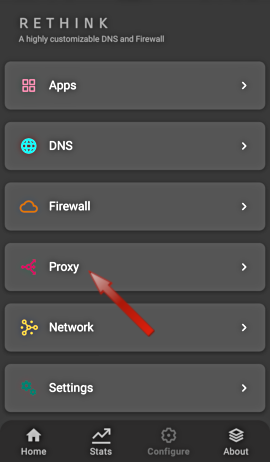 RETHINK
A highly customizable DNS and Firewall
Apps
DNS
Firewall
Proxy
Network
Settings
Home Stats Configure About